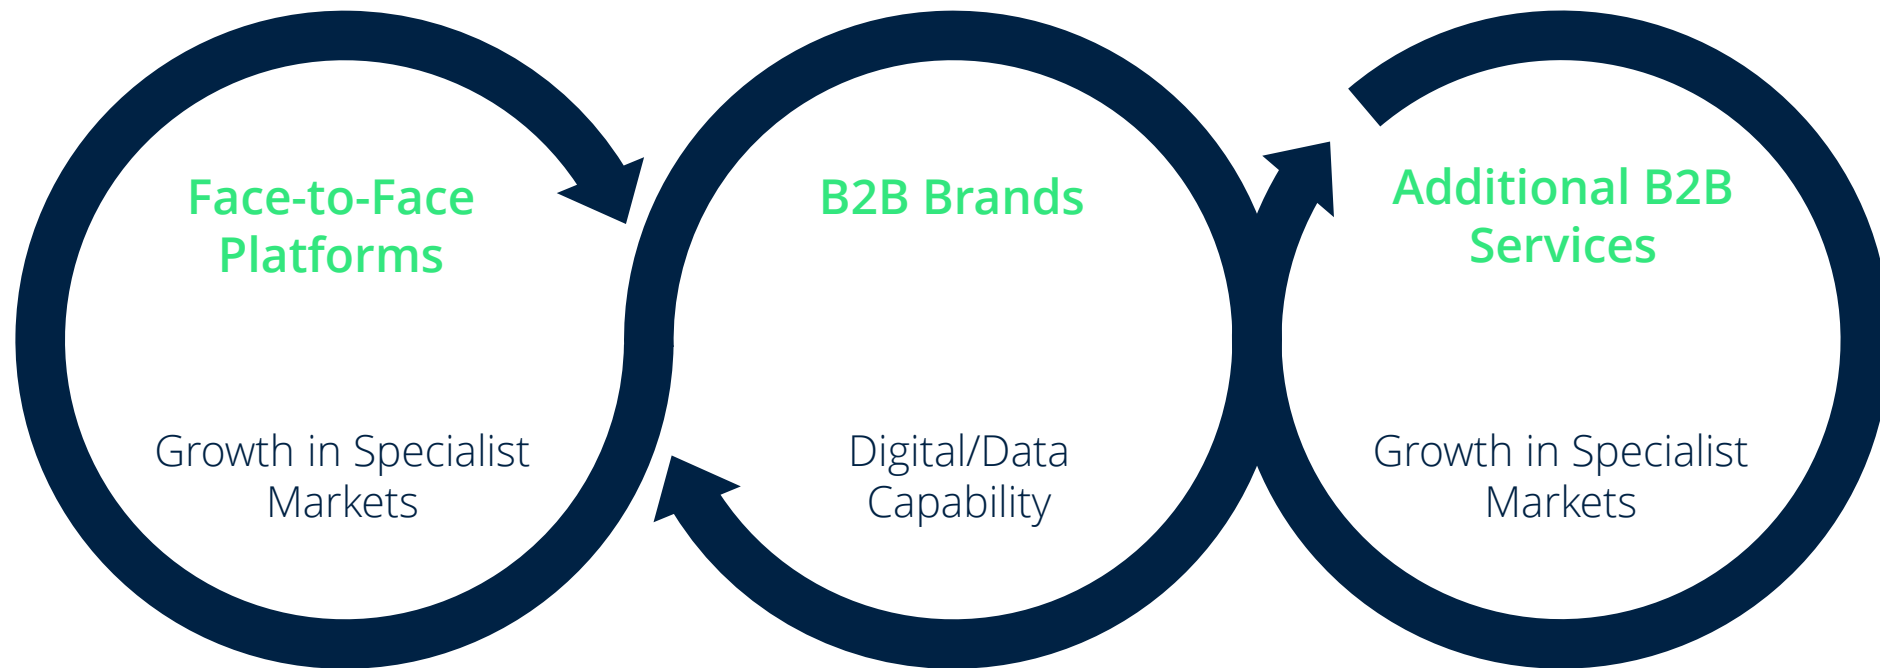 Face-to-Face
Platforms
Growth in Specialist
Markets
B2B Brands
Digital/Data
Capability
Additional B2B
Services
Growth in Specialist
Markets